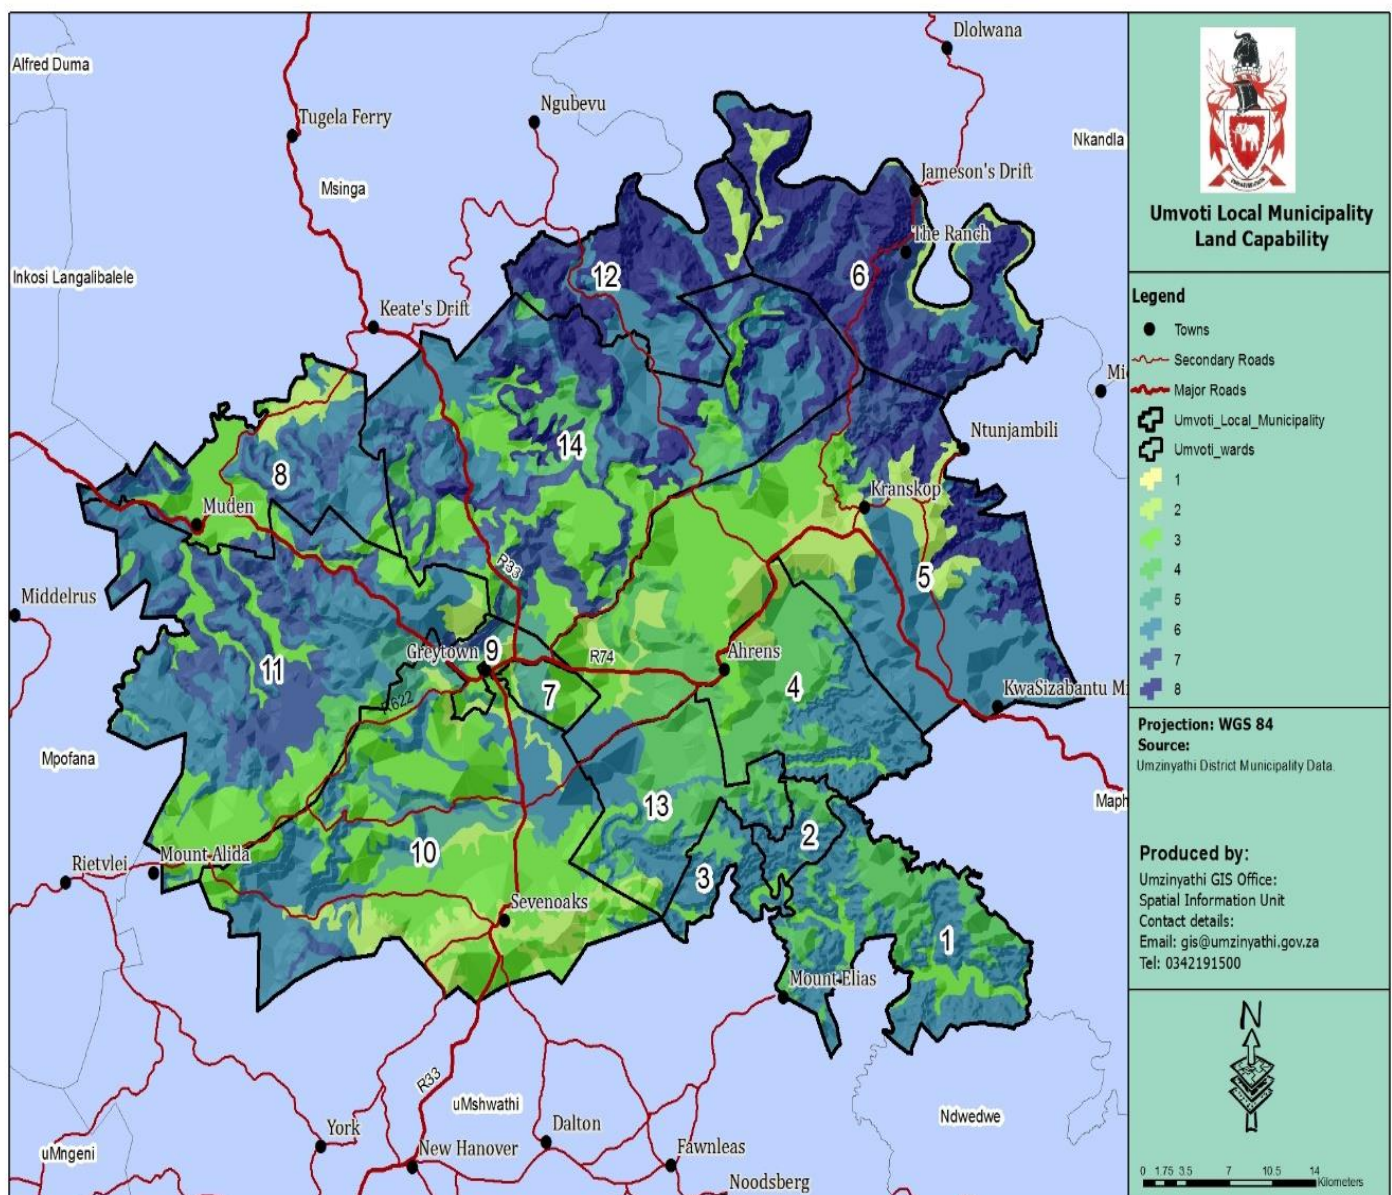 Dlolwana
Alfred Duma
Ngubevu
Tugela Ferry
Nkandla
Msinga
Jameson's Drift
The Ranch
Inkosi Langalibalele
12
6
Keate's Drift
Mi
14
Ntunjambili
8
Kranskop
Muden
R33
5
Middelrus
9
Greytown
R74
Ahrens
11
7
4
R622
KwaSizabantu Mi
Mpofana
Maph
13
2
10
Mount Alida
Rietvlei
3
Sevenoaks
1
Mount Elias
R33
uMshwathi
Ndwedwe
York
Dalton
uMngeni
New Hanover
Fawnleas
Noodsberg
Umvoti Local Municipality
Land Capability
Legend
Towns
Secondary Roads
Major Roads
Umvoti_Local_Municipality
Umvoti_wards
1
2
3
4
5
6
7
8
Projection: WGS 84
Source:
Umzinyathi District Municipality Data.
Produced by:
Umzinyathi GIS Office:
Spatial Information Unit
Contact details:
Email: gis@umzinyathi.gov.za
Tel: 0342191500
N
0 1.75 3.5 7 10.5 14
Kilometers